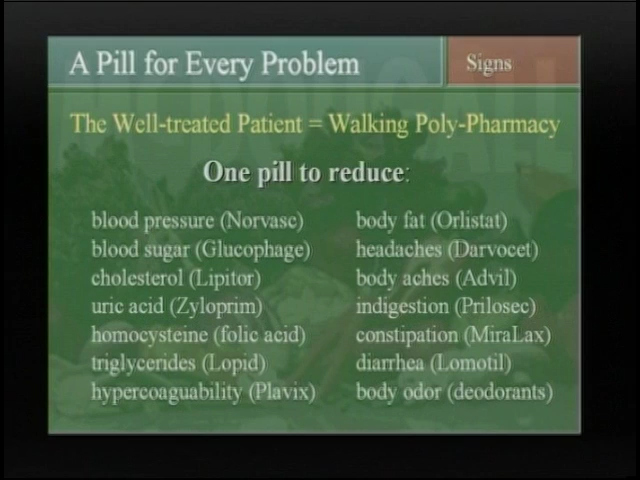 A Pill for Every Problem
Signs
The Well-treated Patient = Walking Poly-Pharmacy
One pill to reduce:
blood pressure (Norvasc)
blood sugar (Glucophage)
cholesterol (Lipitor)
uric acid (Zyloprim)
homocysteine (folic acid)
triglycerides (Lopid)
hypercoaguability (Plavix)
body fat (Orlistat)
headaches (Darvocet)
body aches (Advil)
indigestion (Prilosec)
constipation (MiraLax)
diarrhea (Lomotil)
body odor (deodorants)